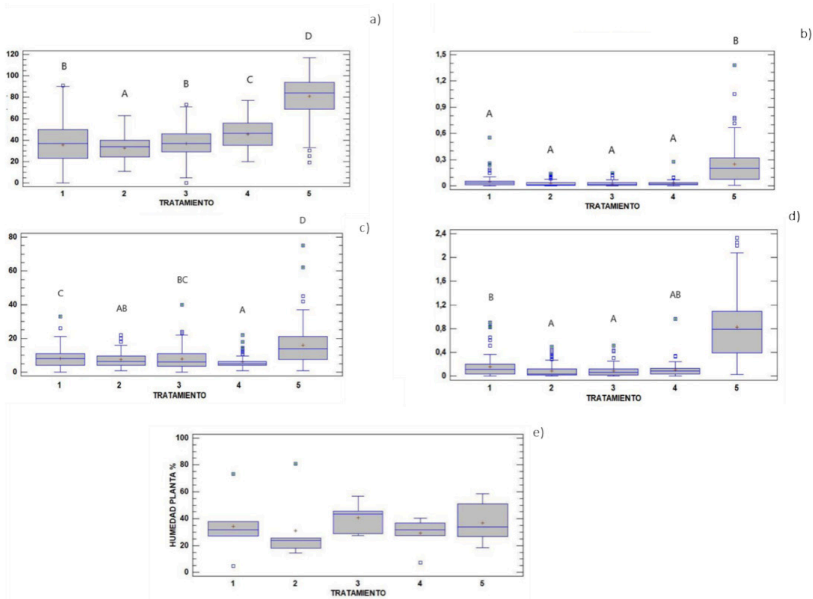 a)
D
B
A
B
C
120
100
80
60
40
20
0
1 2 3 4 5
TRATAMIENTO
b)
B
A
A
A
A
1,5
1,2
0,9
0,6
0,3
0
1 2 3 4 5
TRATAMIENTO
c)
D
C
AB
BC
A
80
60
40
20
0
1 2 3 4 5
TRATAMIENTO
d)
B
A
A
AB
2,4
2
1,6
1,2
0,8
0,4
0
1 2 3 4 5
TRATAMIENTO
e)
HUMEDAD PLANTA %
100
80
60
40
20
0
1 2 3 4 5
TRATAMIENTO